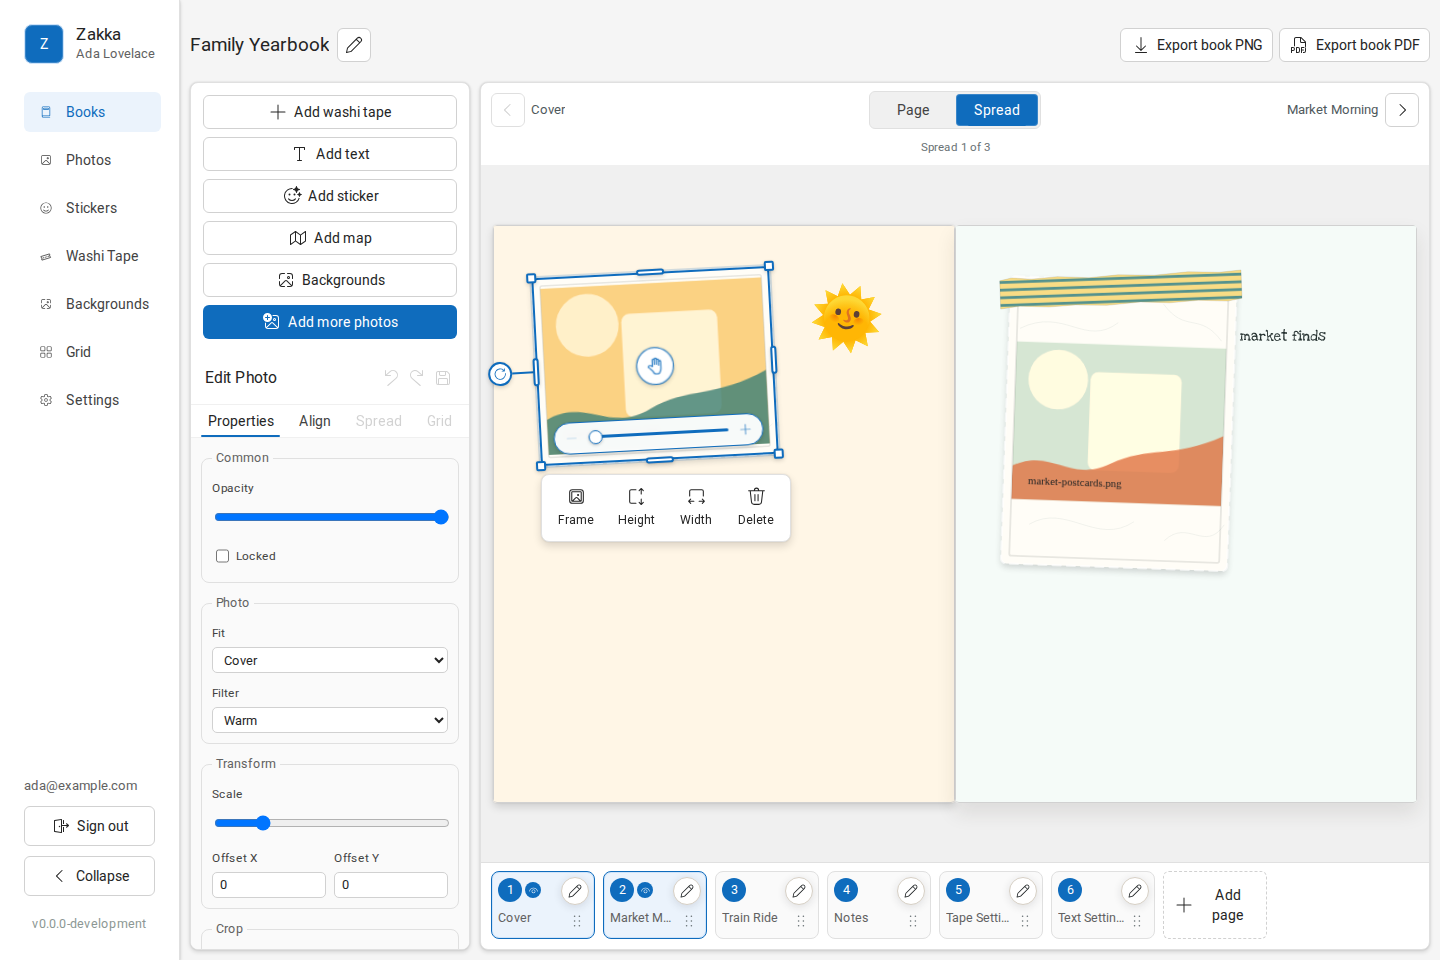 Z
Zakka
Ada Lovelace
Books
Photos
Stickers
Washi Tape
Backgrounds
Grid
Settings
ada@example.com
Sign out
Collapse
v0.0.0-development
Family Yearbook
Export book PNG
PDF
Export book PDF
Add washi tape
Add text
Add sticker
Add map
Backgrounds
Add more photos
Edit Photo
Properties
Align
Spread
Grid
Common
Opacity
Locked
Photo
Fit
Cover
Filter
Warm
Transform
Scale
Offset X
Offset Y
0
0
Crop
Cover
Page
Spread
Market Morning
Spread 1 of 3
market finds
market-postcards.png
Frame
Height
Width
Delete
1
Cover
2
Market M...
3
Train Ride
4
Notes
5
Tape Setti...
6
Text Settin...
Add
page